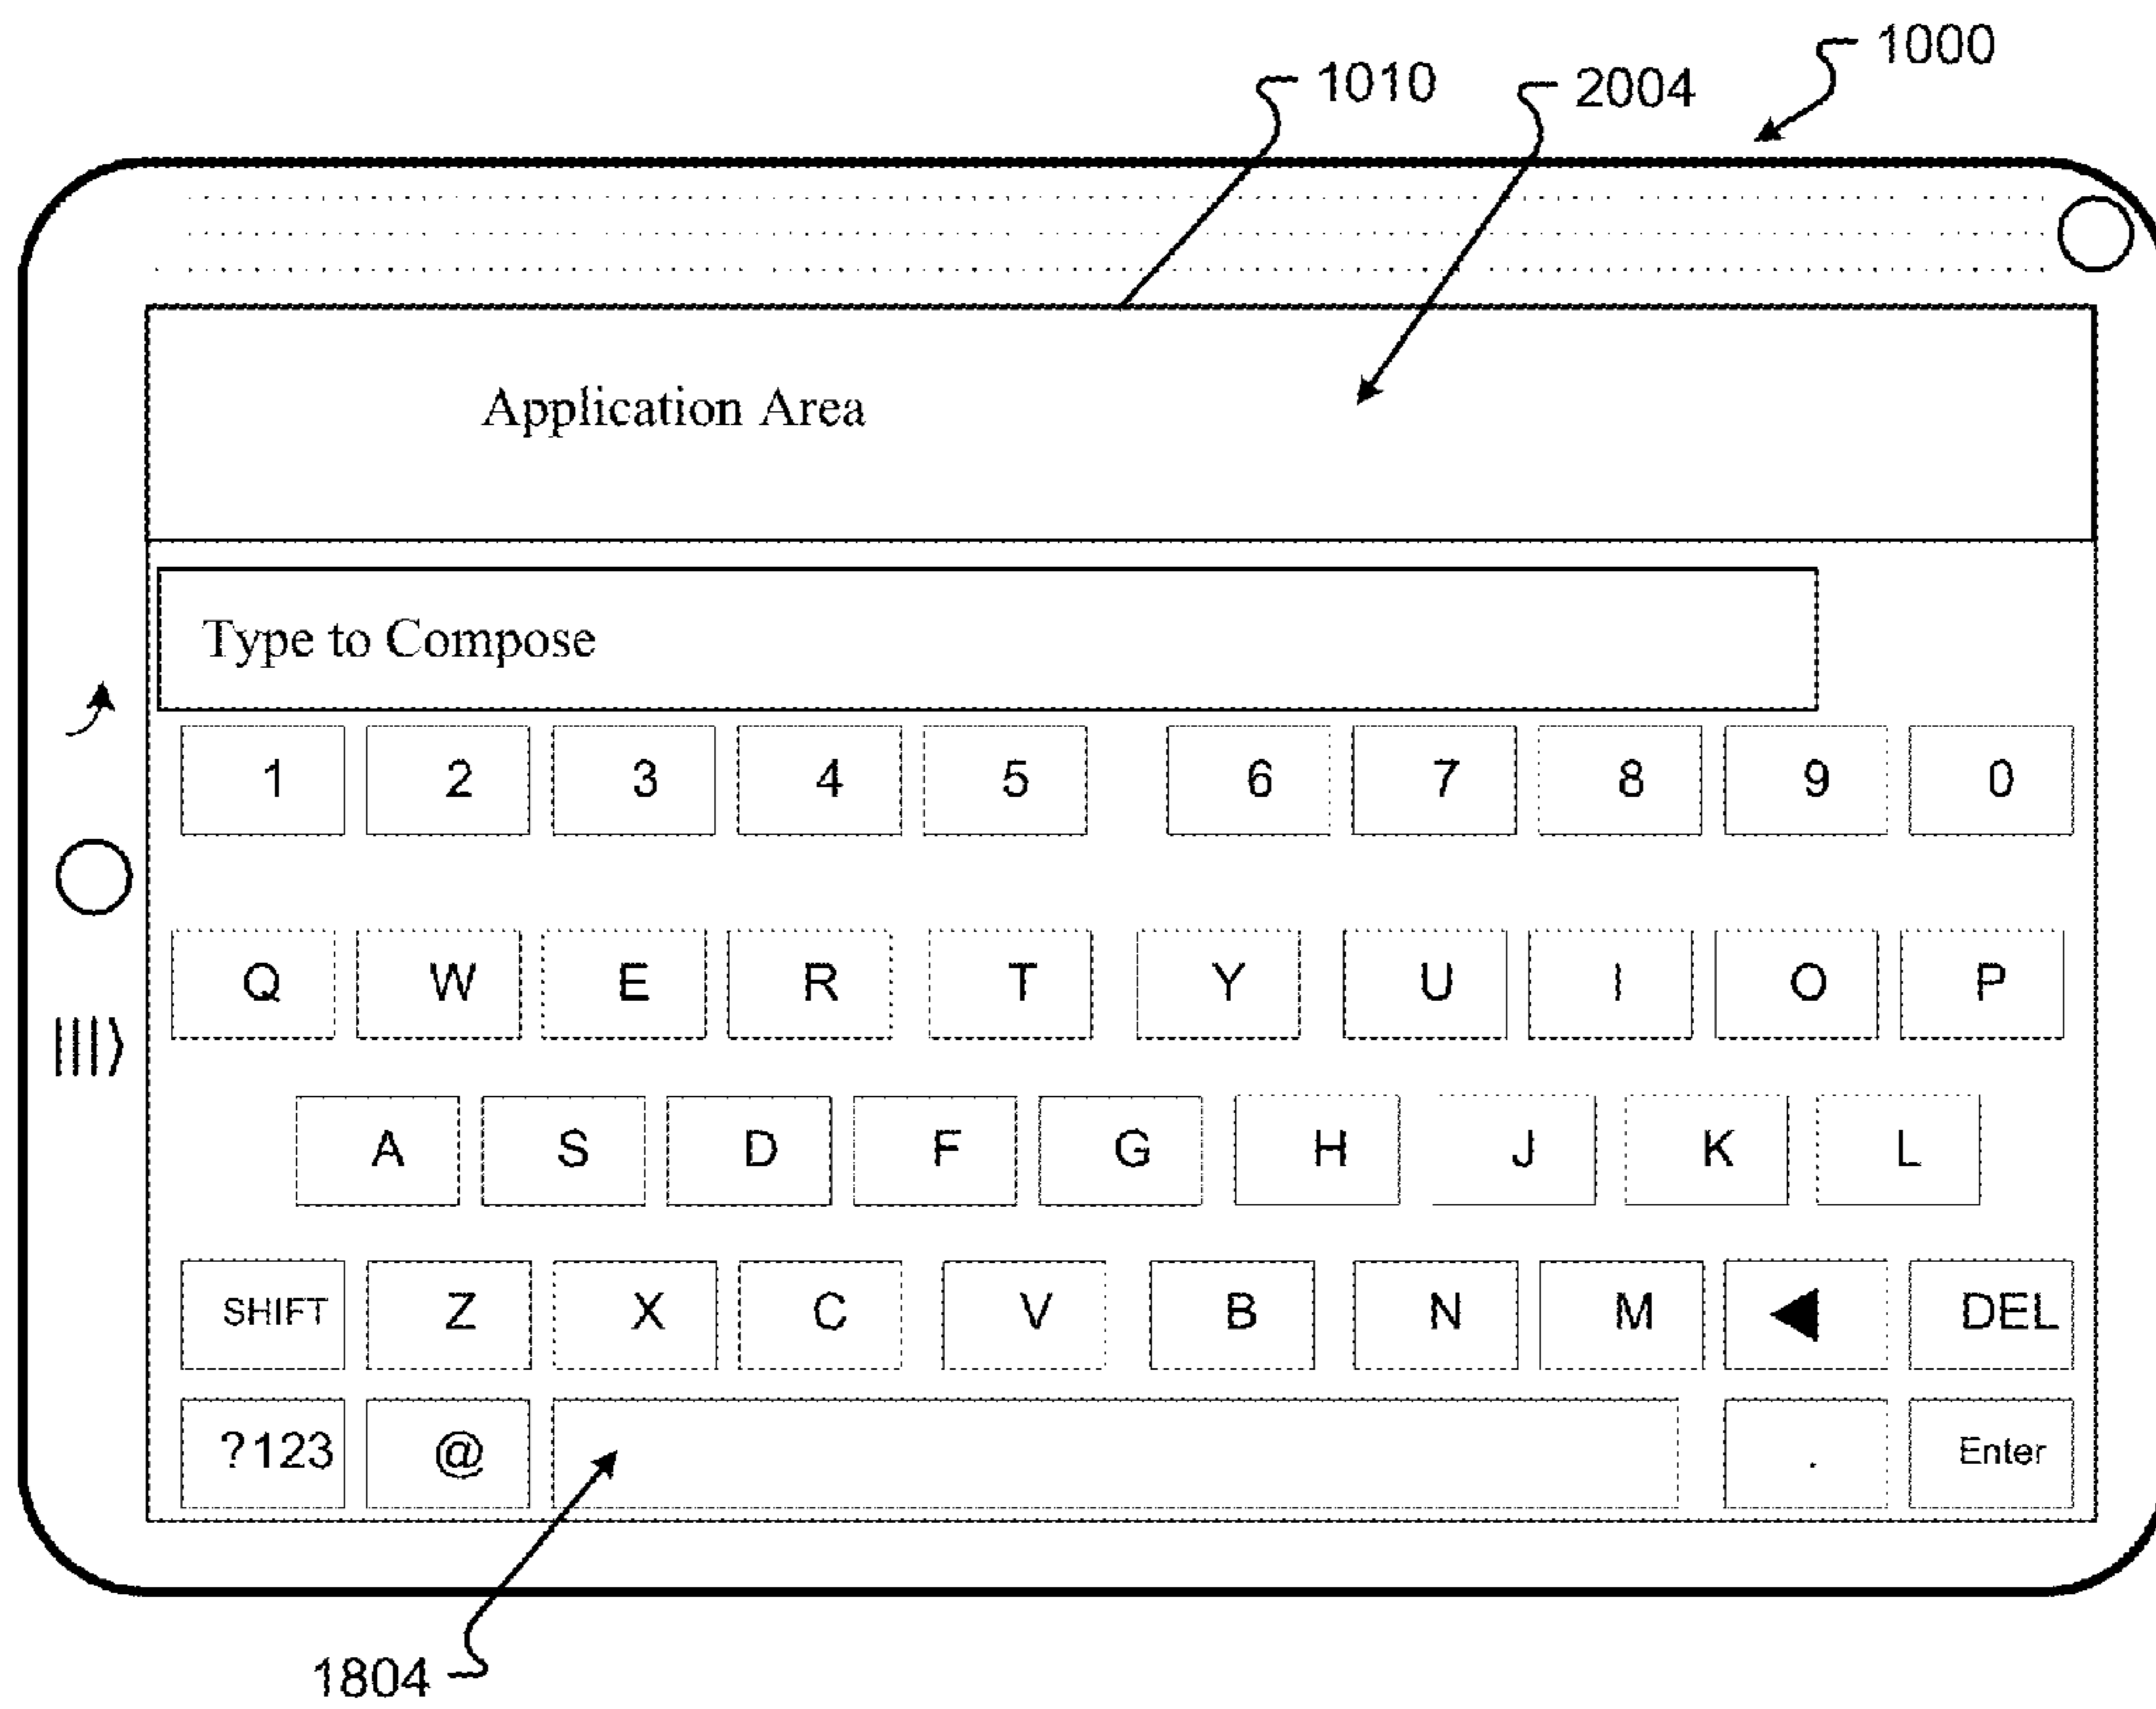 1000
1010
2004
Application Area
Type to Compose
1 2 3 4 5 6 7 8 9 0
Q W E R T Y U I O P
A S D F G H J K L
SHIFT Z X C V B N M ◀ DEL
?123 @ . Enter
1804